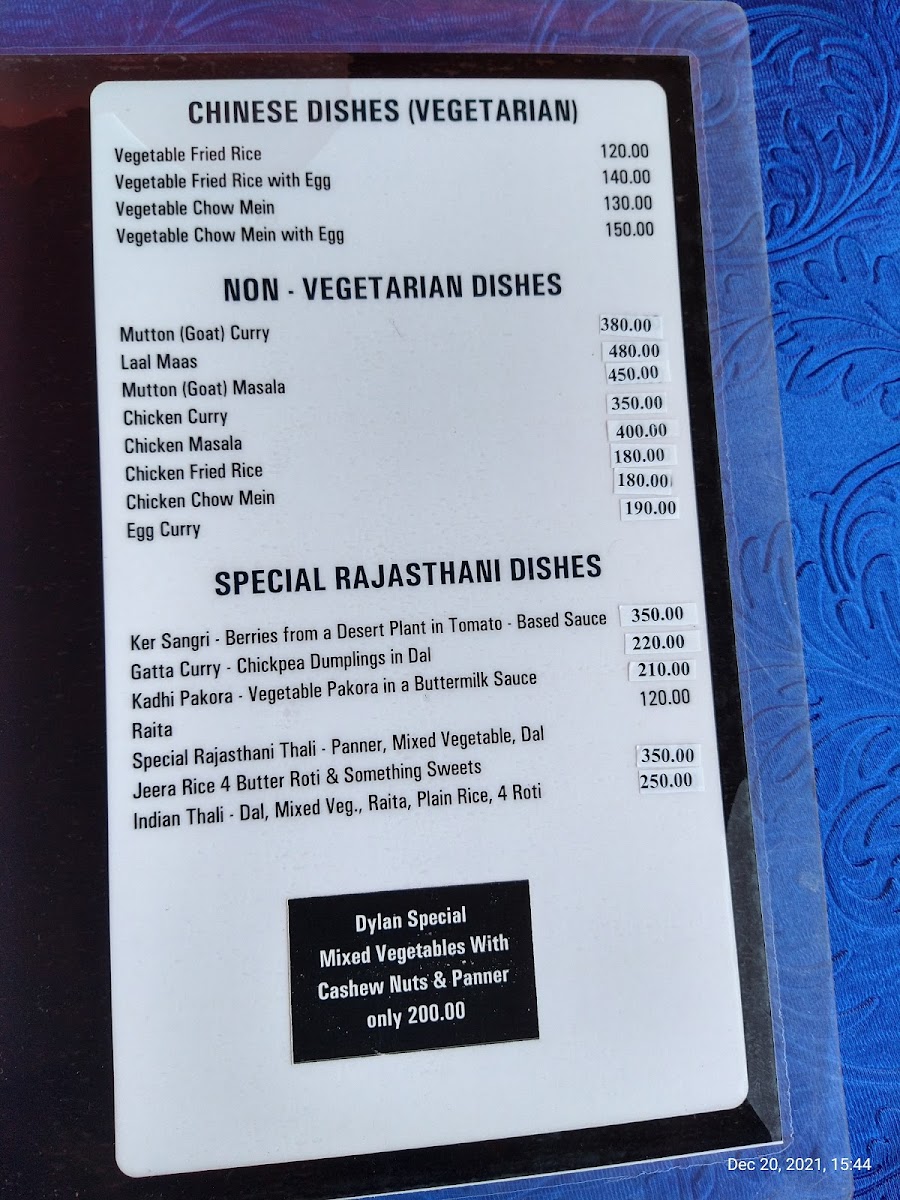 CHINESE DISHES (VEGETARIAN)
Vegetable Fried Rice 120.00
Vegetable Fried Rice with Egg 140.00
Vegetable Chow Mein 130.00
Vegetable Chow Mein with Egg 150.00
NON - VEGETARIAN DISHES
Mutton (Goat) Curry 380.00
Laal Maas 480.00
Mutton (Goat) Masala 450.00
Chicken Curry 350.00
Chicken Masala 400.00
Chicken Fried Rice 180.00
Chicken Chow Mein 180.00
Egg Curry 190.00
SPECIAL RAJASTHANI DISHES
Ker Sangri - Berries from a Desert Plant in Tomato - Based Sauce 350.00
Gatta Curry - Chickpea Dumplings in Dal 220.00
Kadhi Pakora - Vegetable Pakora in a Buttermilk Sauce 210.00
Raita 120.00
Special Rajasthani Thali - Panner, Mixed Vegetable, Dal
Jeera Rice 4 Butter Roti & Something Sweets 350.00
Indian Thali - Dal, Mixed Veg., Raita, Plain Rice, 4 Roti 250.00
Dylan Special
Mixed Vegetables With
Cashew Nuts & Panner
only 200.00
Dec 20, 2021, 15:44